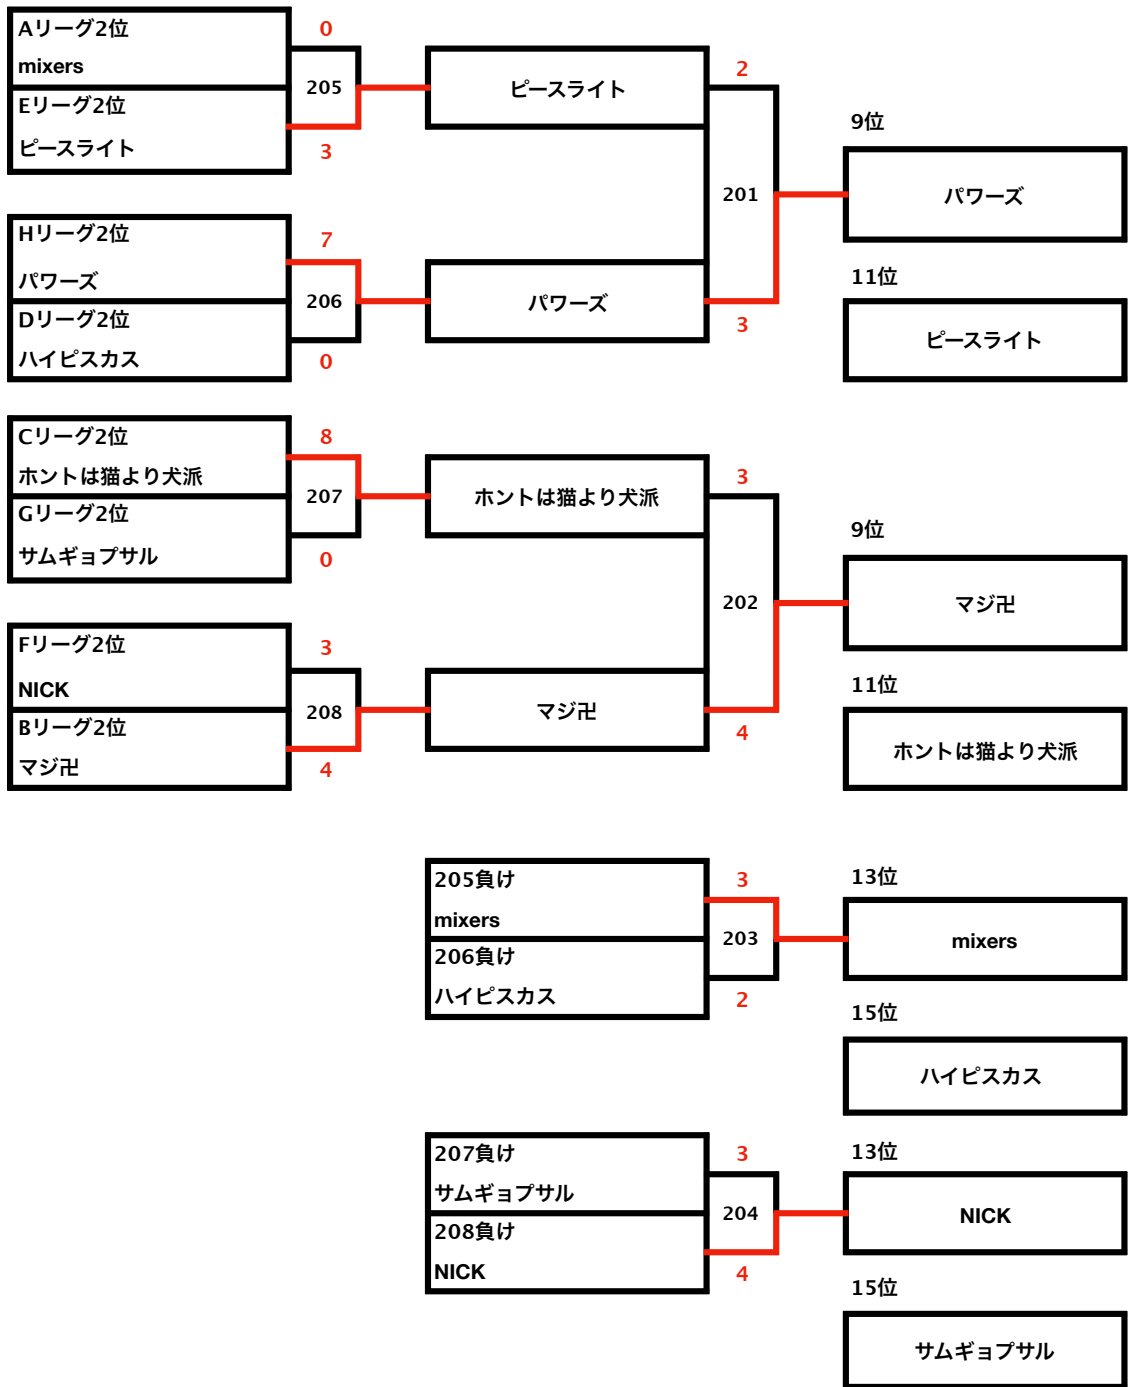 Aリーグ2位
mixers
0
205
Eリーグ2位
ピースライト
3
ピースライト
2
Hリーグ2位
パワーズ
7
206
Dリーグ2位
ハイビスカス
0
パワーズ
3
201
9位
パワーズ
11位
ピースライト
Cリーグ2位
ホントは猫より犬派
8
207
Gリーグ2位
サムギョプサル
0
ホントは猫より犬派
3
Fリーグ2位
NICK
3
208
Bリーグ2位
マジ卍
4
マジ卍
4
202
9位
マジ卍
11位
ホントは猫より犬派
205負け
mixers
3
203
206負け
ハイビスカス
2
13位
mixers
15位
ハイビスカス
207負け
サムギョプサル
3
204
208負け
NICK
4
13位
NICK
15位
サムギョプサル